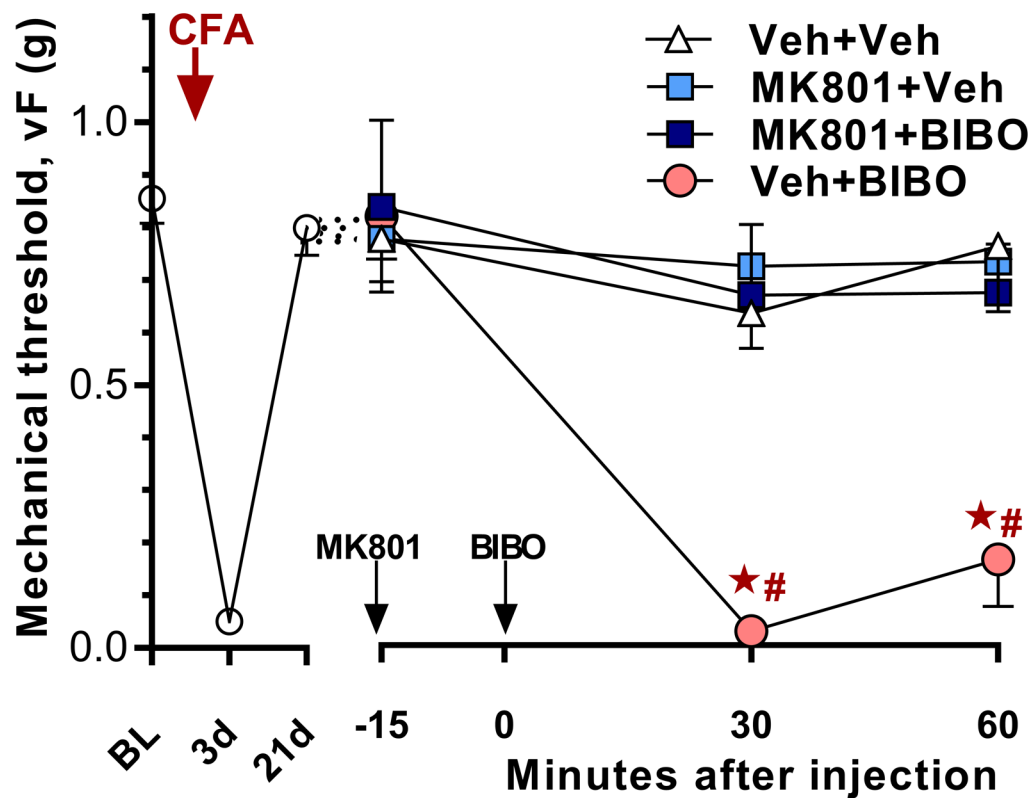 CFA
Mechanical threshold, vF (g)
1.0
0.5
0.0
Veh+Veh
MK801+Veh
MK801+BIBO
Veh+BIBO
MK801
BIBO
★#
★#
BL
3d
21d
-15
0
30
60
Minutes after injection